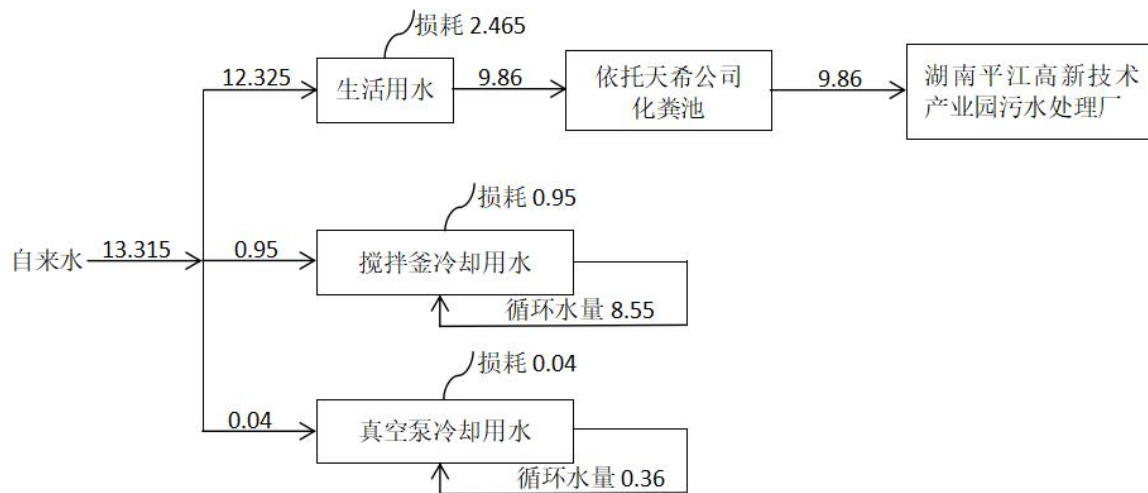 损耗 2.465
12.325
生活用水
9.86
依托天希公司
化粪池
9.86
湖南平江高新技术
产业园污水处理厂
损耗 0.95
自来水
13.315
0.95
搅拌釜冷却用水
循环水量 8.55
损耗 0.04
0.04
真空泵冷却用水
循环水量 0.36